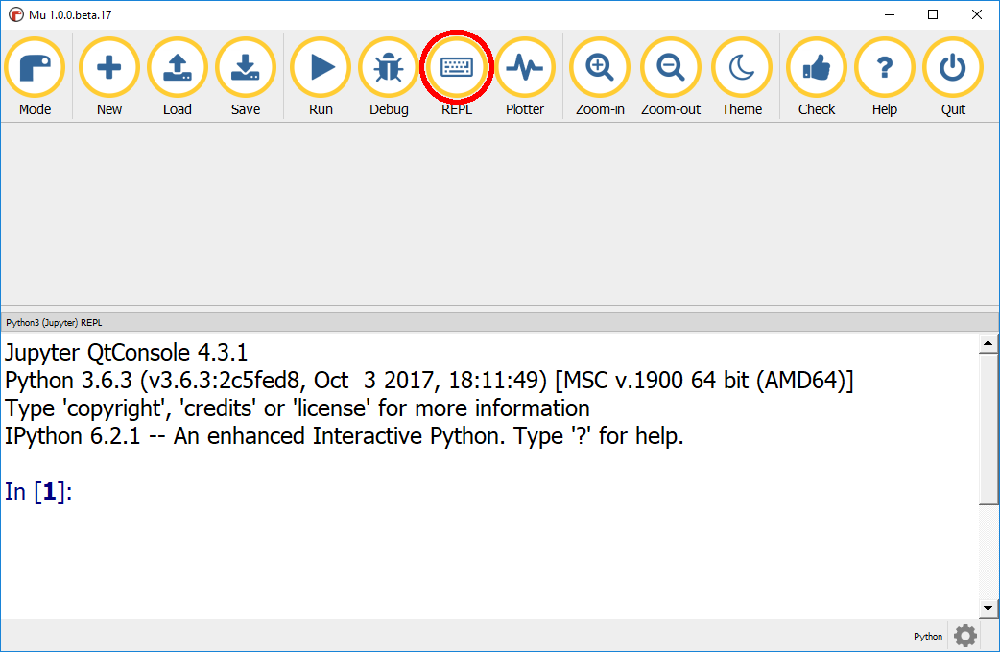 Mu 1.0.0.beta.17
Mode New Load Save Run Debug REPL Plotter Zoom-in Zoom-out Theme Check Help Quit
Python3 (Jupyter) REPL
Jupyter QtConsole 4.3.1
Python 3.6.3 (v3.6.3:2c5fed8, Oct  3 2017, 18:11:49) [MSC v.1900 64 bit (AMD64)]
Type 'copyright', 'credits' or 'license' for more information
IPython 6.2.1 -- An enhanced Interactive Python. Type '?' for help.
In [1]:
Python